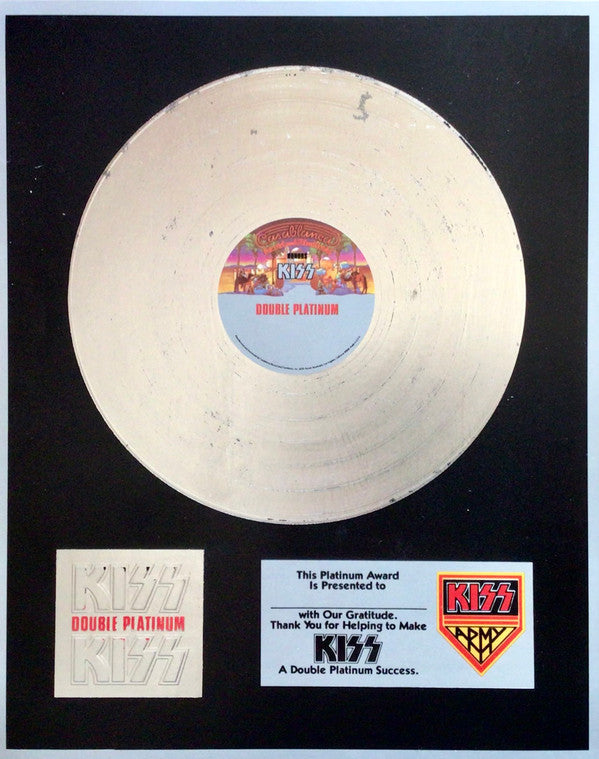 Casablanca
KISS
DOUBLE PLATINUM
KISS
DOUBLE PLATINUM
KISS
This Platinum Award
Is Presented to
with Our Gratitude.
Thank You for Helping to Make
KISS
A Double Platinum Success.
KISS
ARMY